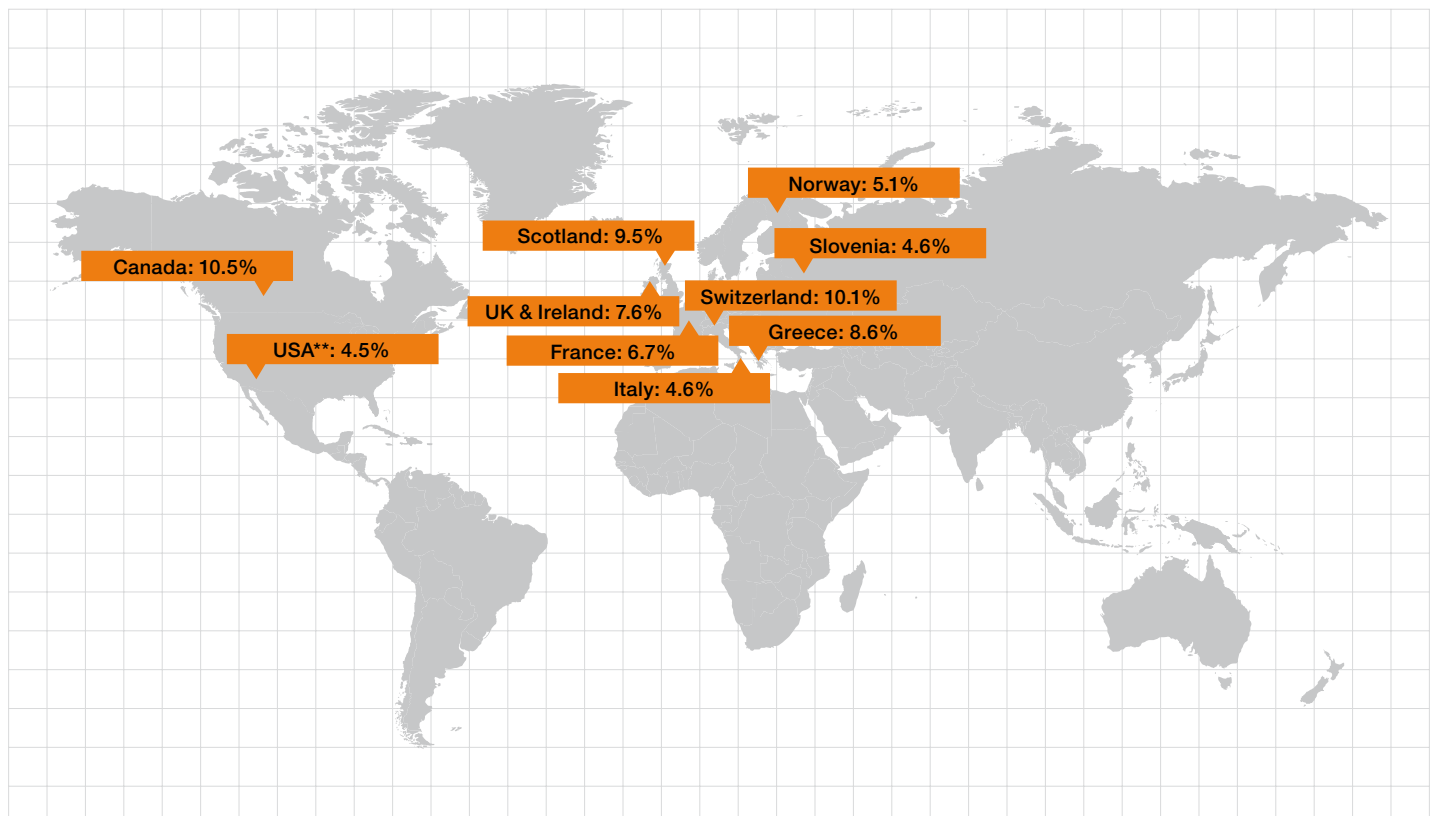 Norway: 5.1%
Scotland: 9.5%
Slovenia: 4.6%
Canada: 10.5%
Switzerland: 10.1%
UK & Ireland: 7.6%
Greece: 8.6%
USA**: 4.5%
France: 6.7%
Italy: 4.6%